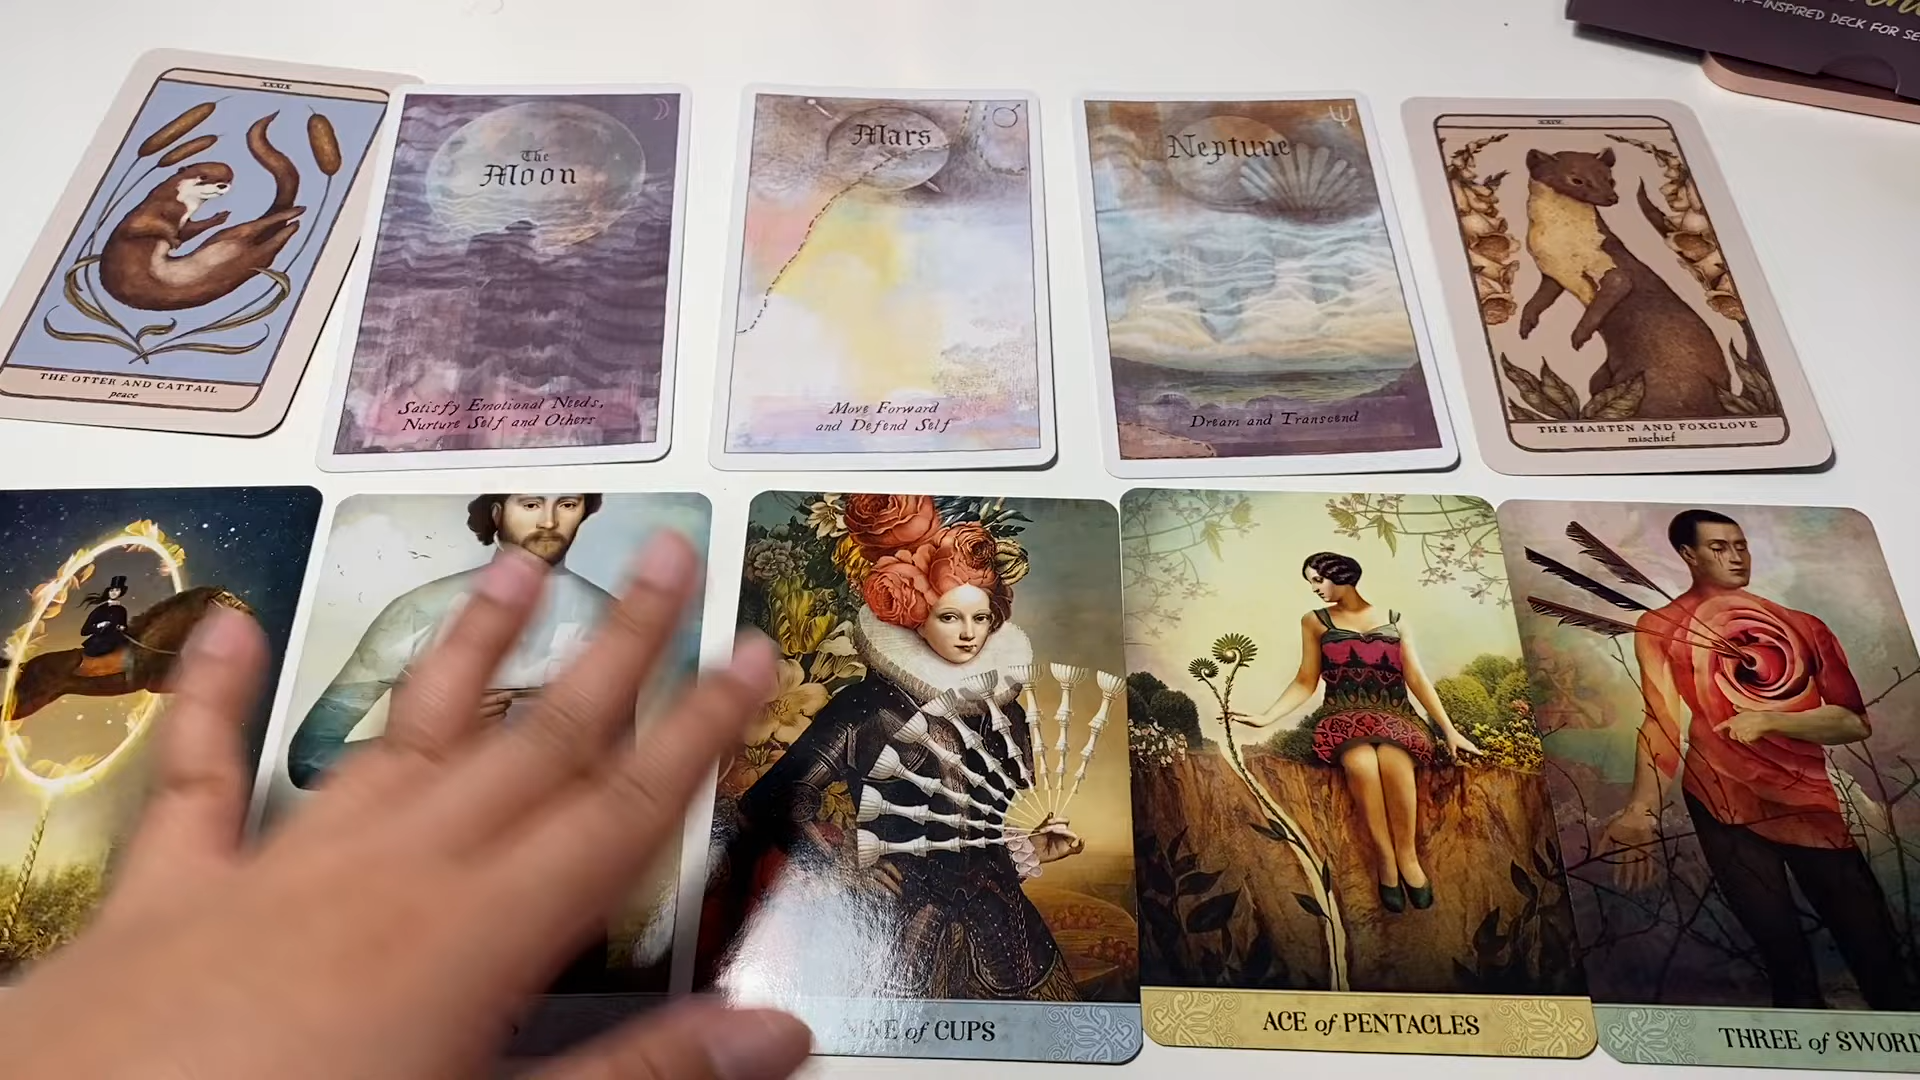 -INSPIRED DECK FOR SE
XXXIX
THE OTTER AND CATTAIL
peace
The
Moon
Satisfy Emotional Needs,
Nurture Self and Others
Mars
Move Forward
and Defend Self
Neptune
Dream and Transcend
THE MARTEN AND FOXGLOVE
mischief
NINE of CUPS
ACE of PENTACLES
THREE of SWORD